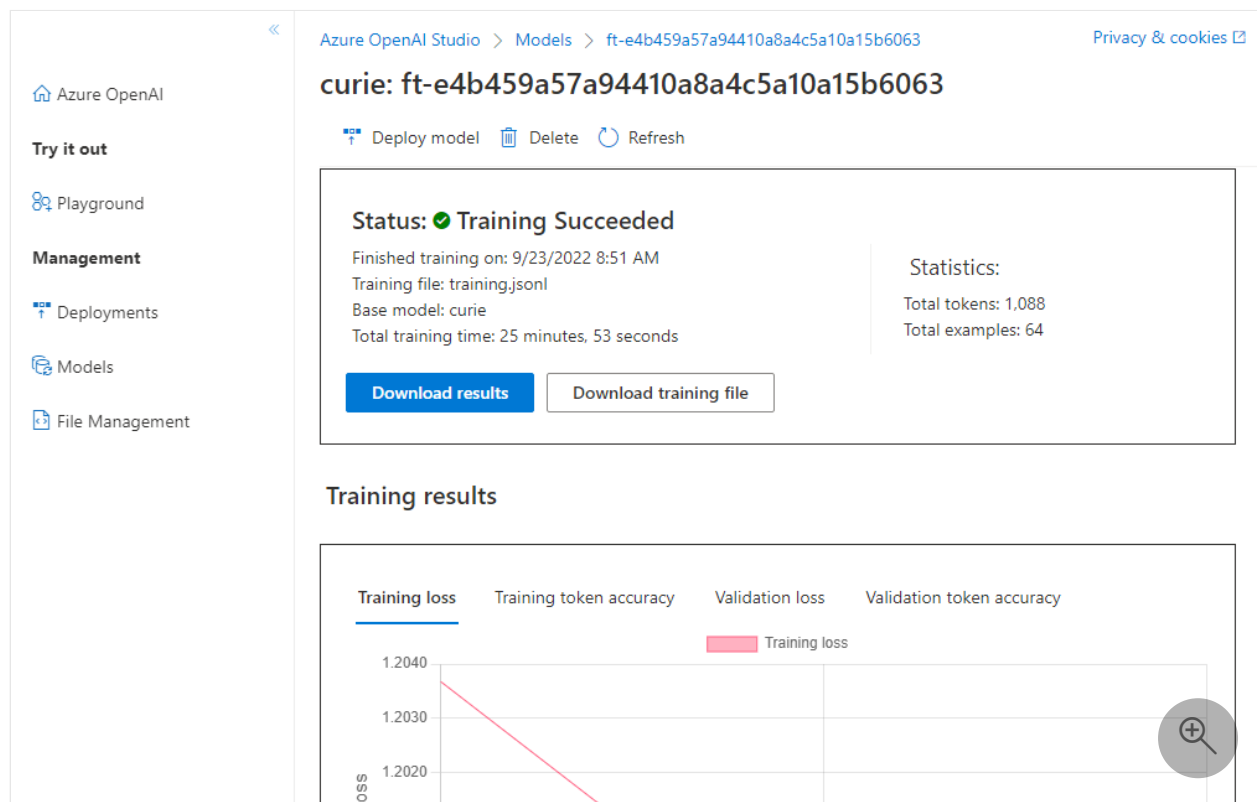 Azure OpenAI Studio > Models > ft-e4b459a57a94410a8a4c5a10a15b6063
Privacy & cookies
curie: ft-e4b459a57a94410a8a4c5a10a15b6063
Deploy model Delete Refresh
Azure OpenAI
Try it out
Playground
Management
Deployments
Models
File Management
Status: Training Succeeded
Finished training on: 9/23/2022 8:51 AM
Training file: training.jsonl
Base model: curie
Total training time: 25 minutes, 53 seconds
Statistics:
Total tokens: 1,088
Total examples: 64
Download results Download training file
Training results
Training loss Training token accuracy Validation loss Validation token accuracy
Training loss
1.2040
1.2030
1.2020